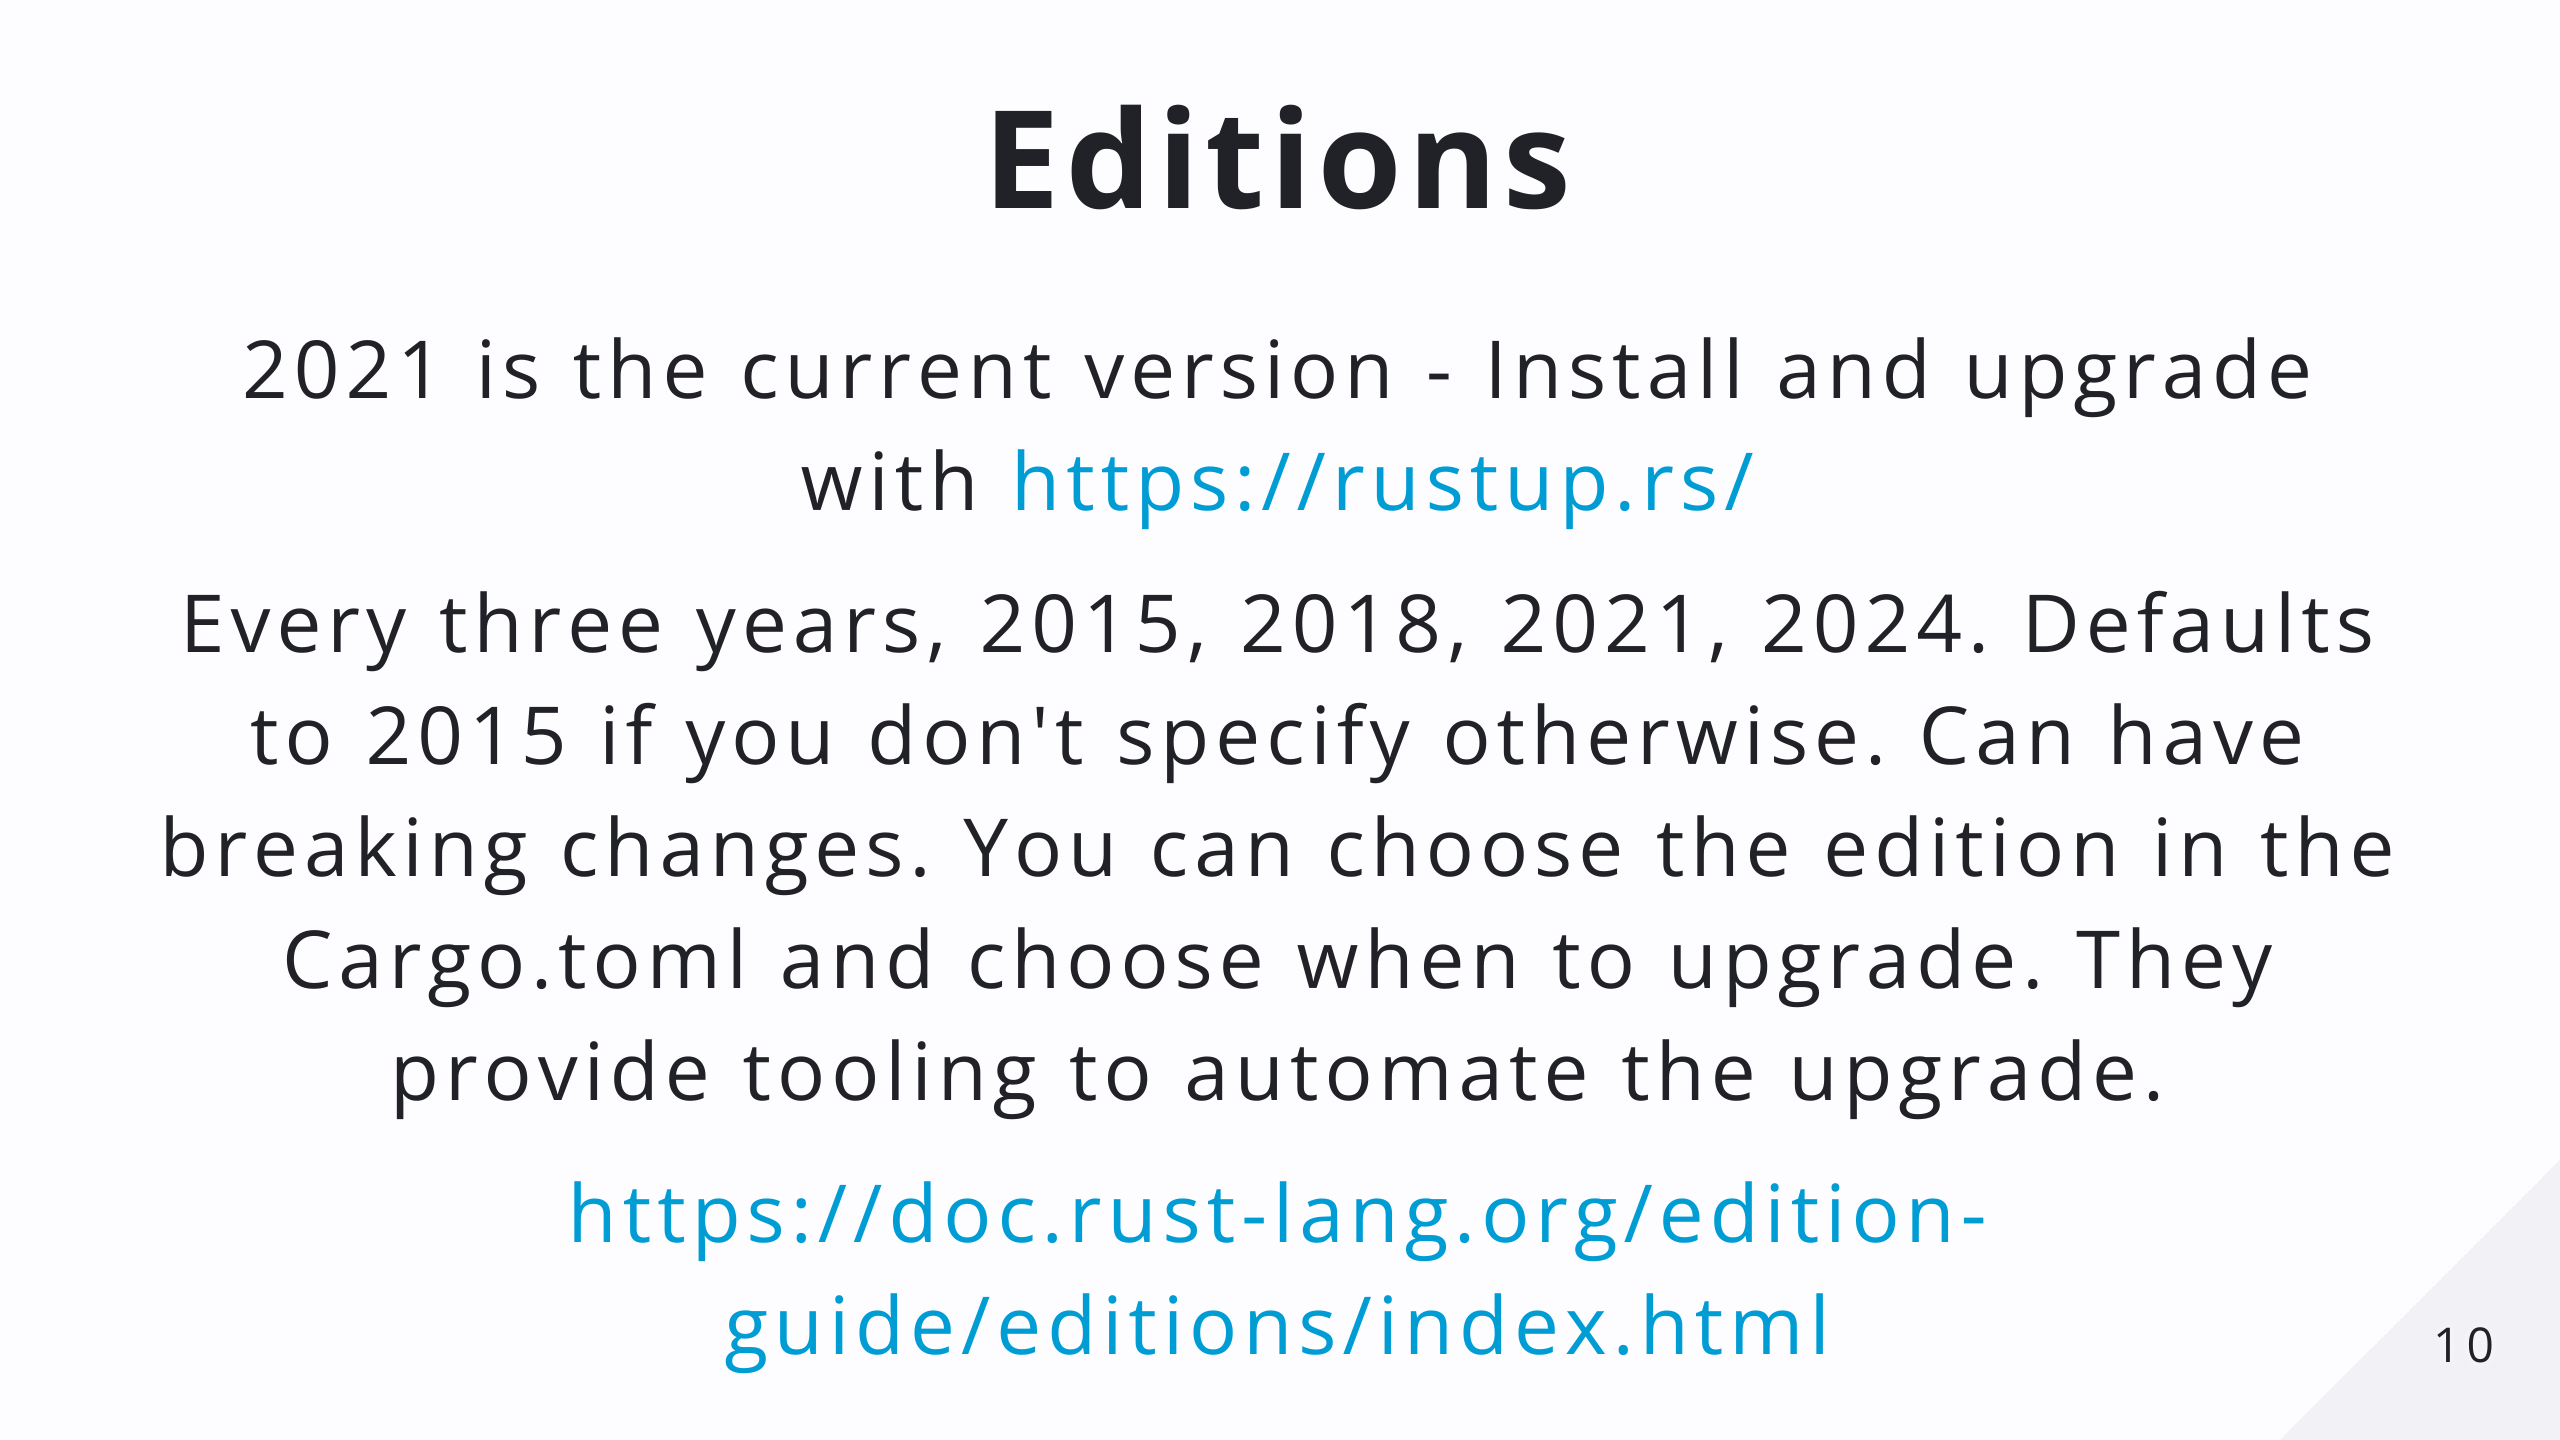 Editions
2021 is the current version - Install and upgrade
with https://rustup.rs/
Every three years, 2015, 2018, 2021, 2024. Defaults
to 2015 if you don't specify otherwise. Can have
breaking changes. You can choose the edition in the
Cargo.toml and choose when to upgrade. They
provide tooling to automate the upgrade.
https://doc.rust-lang.org/edition-
guide/editions/index.html
10